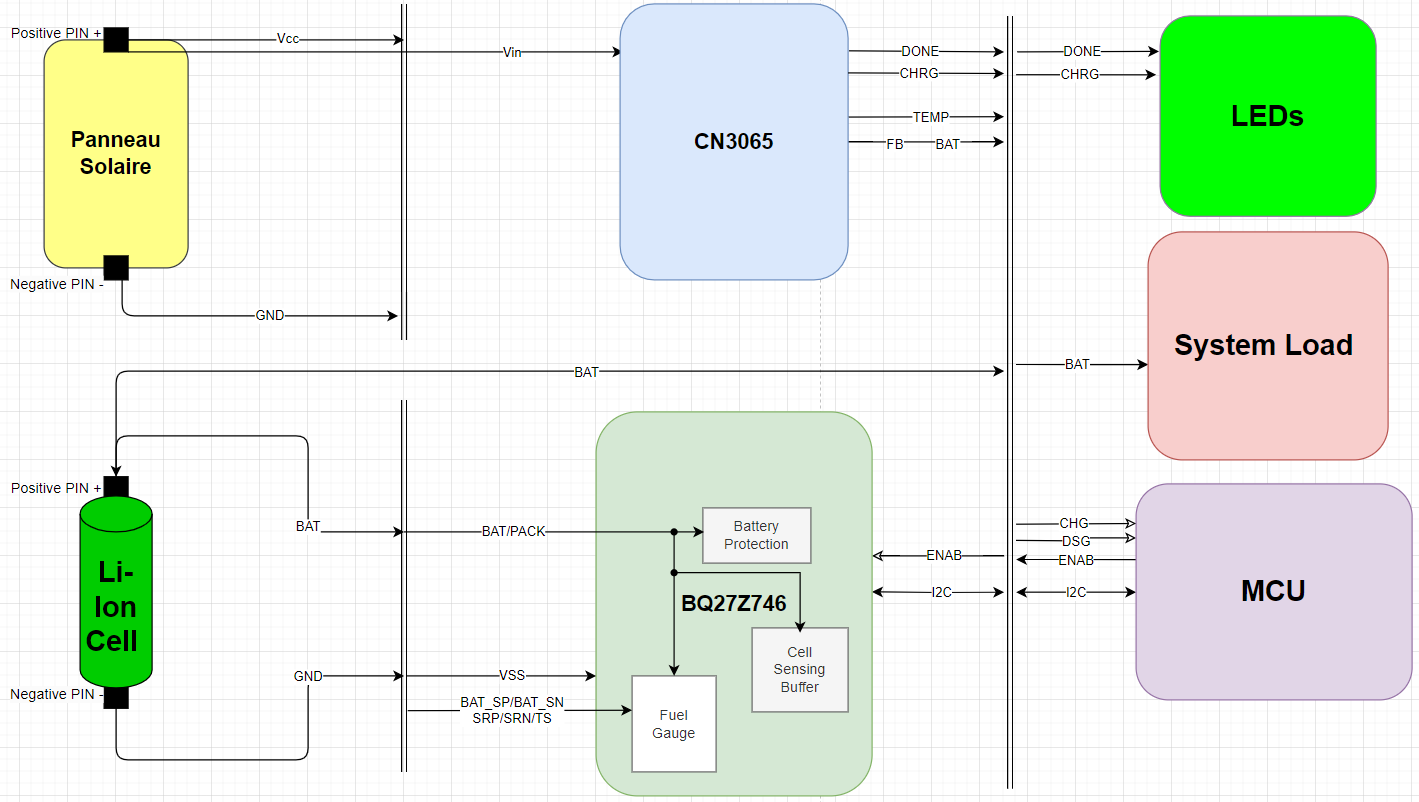 Positive PIN +
Vcc
Vin
Panneau
Solaire
Negative PIN -
GND
CN3065
DONE
CHRG
TEMP
FB
BAT
DONE
CHRG
LEDs
BAT
BAT
System Load
Positive PIN +
BAT
Li-
Ion
Cell
Negative PIN -
GND
BAT/PACK
VSS
BAT_SP/BAT_SN
SRP/SRN/TS
Battery
Protection
BQ27Z746
Cell
Sensing
Buffer
Fuel
Gauge
ENAB
I2C
CHG
DSG
ENAB
I2C
MCU